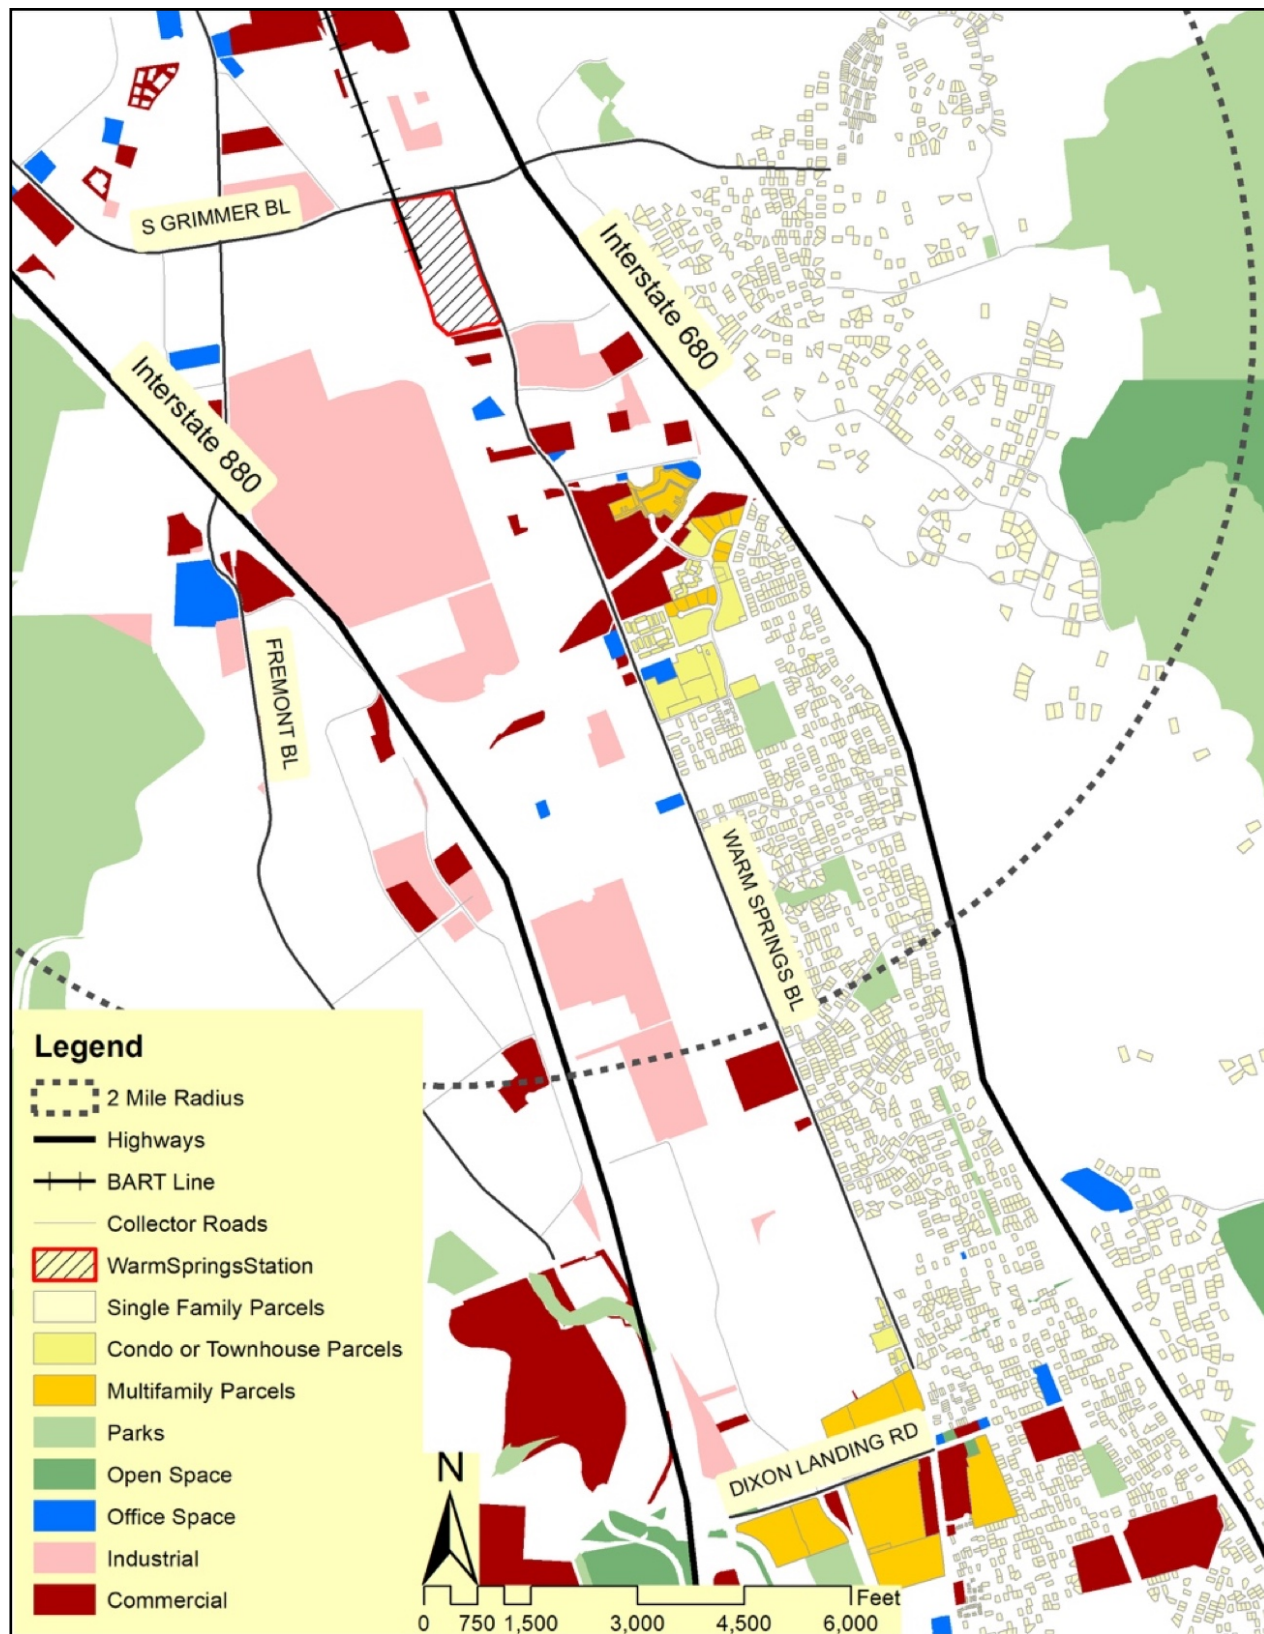 S GRIMMER BL
Interstate 680
Interstate 880
FREMONT BL
WARM SPRINGS BL
DIXON LANDING RD
Legend
2 Mile Radius
Highways
BART Line
Collector Roads
WarmSpringsStation
Single Family Parcels
Condo or Townhouse Parcels
Multifamily Parcels
Parks
Open Space
Office Space
Industrial
Commercial
N
Feet
0 750 1,500 3,000 4,500 6,000